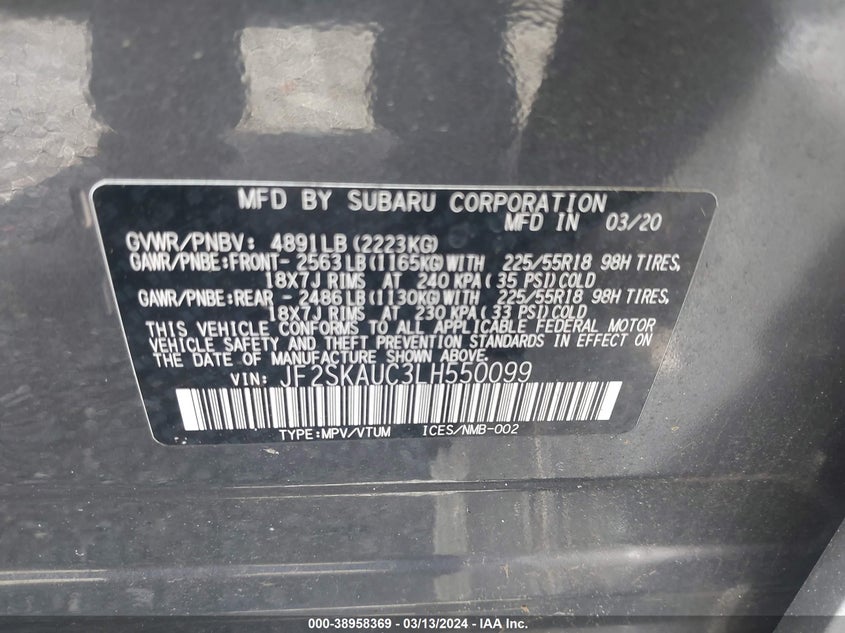 MFD BY SUBARU CORPORATION
MFD IN 03/20
GVWR/PNBV: 4891LB (2223KG)
GAWR/PNBE:FRONT- 2563LB (1165KG) WITH 225/55R18 98H TIRES,
18X7J RIMS AT 240 KPA (35 PSI) COLD
GAWR/PNBE:REAR - 2486LB (1130KG) WITH 225/55R18 98H TIRES,
18X7J RIMS AT 230 KPA (33 PSI) COLD
THIS VEHICLE CONFORMS TO ALL APPLICABLE FEDERAL MOTOR
VEHICLE SAFETY AND THEFT PREVENTION STANDARDS IN EFFECT ON
THE DATE OF MANUFACTURE SHOWN ABOVE.
VIN: JF2SKAUC3LH550099
TYPE:MPV/VTUM ICES/NMB-002
000-38958369 - 03/13/2024 - IAA Inc.